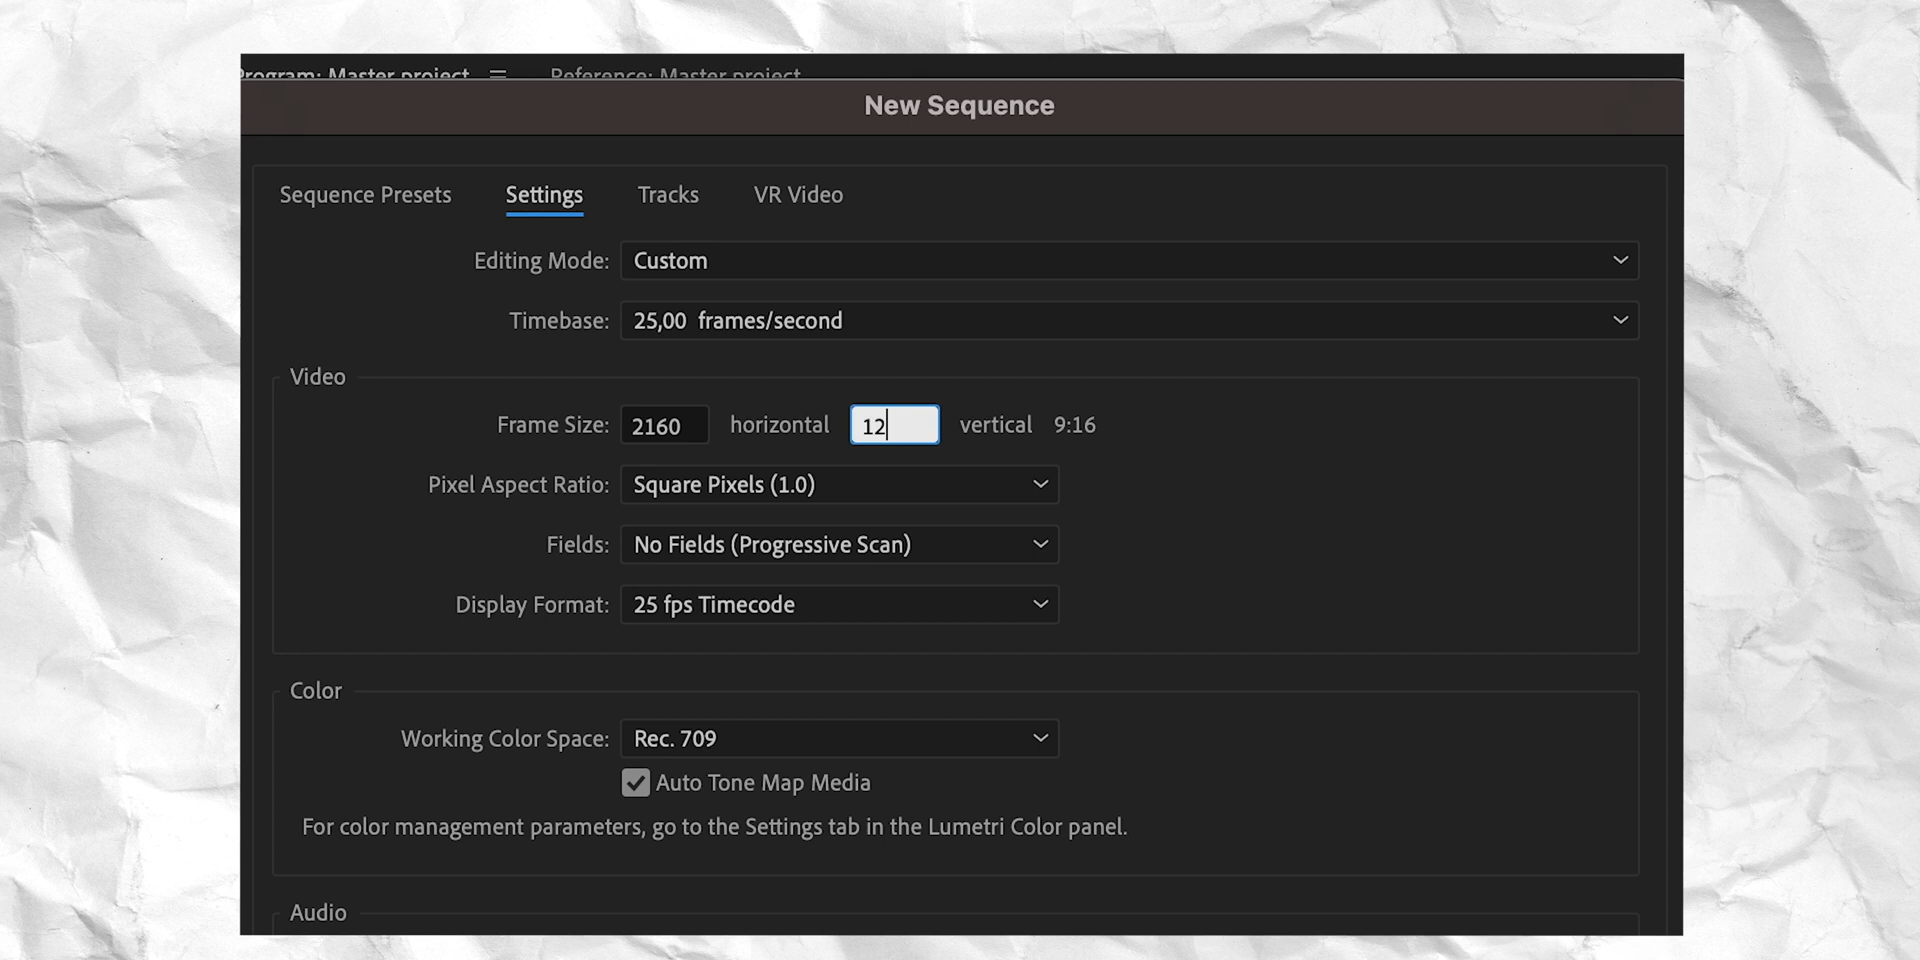 Program: Master project
Reference: Master project
New Sequence
Sequence Presets Settings Tracks VR Video
Editing Mode: Custom
Timebase: 25,00 frames/second
Video
Frame Size: 2160 horizontal 12 vertical 9:16
Pixel Aspect Ratio: Square Pixels (1.0)
Fields: No Fields (Progressive Scan)
Display Format: 25 fps Timecode
Color
Working Color Space: Rec. 709
Auto Tone Map Media
For color management parameters, go to the Settings tab in the Lumetri Color panel.
Audio